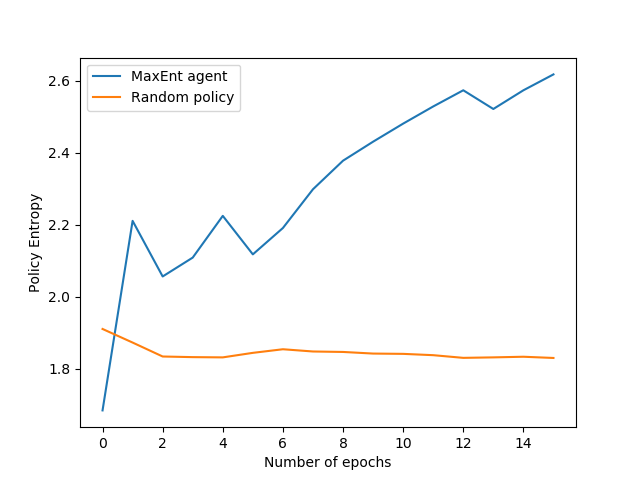 MaxEnt agent
Random policy
2.6
2.4
2.2
2.0
1.8
Policy Entropy
0 2 4 6 8 10 12 14
Number of epochs